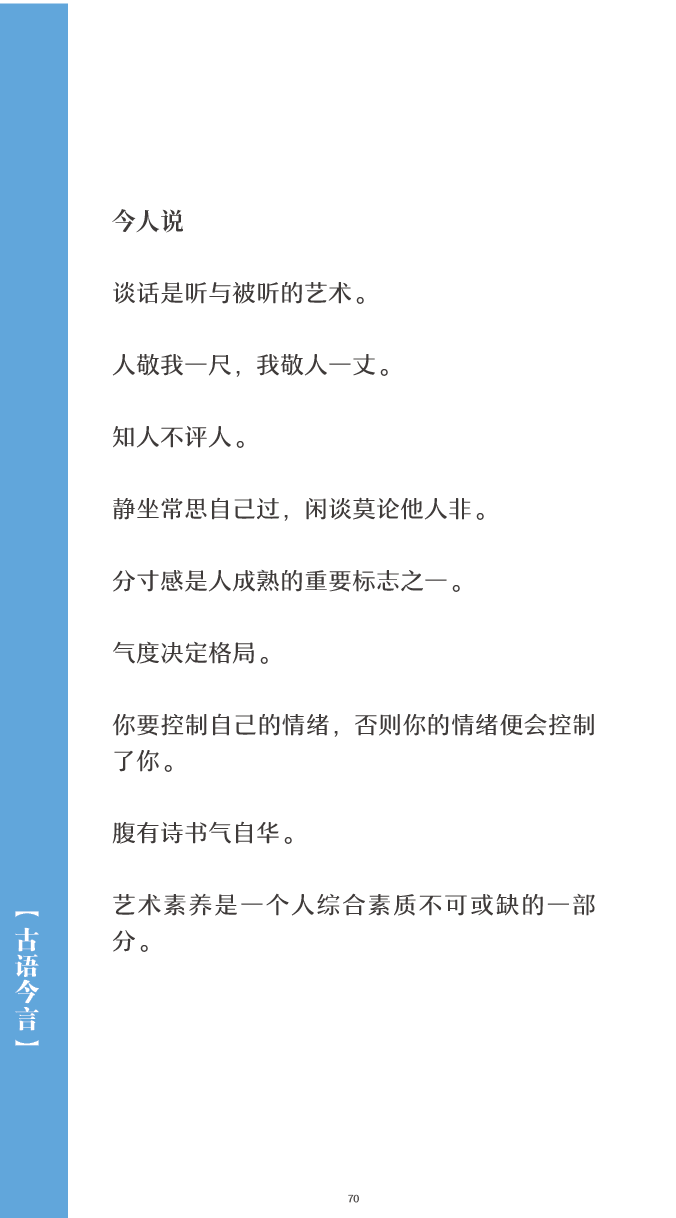 今人说
谈话是听与被听的艺术。
人敬我一尺，我敬人一丈。
知人不评人。
静坐常思自己过，闲谈莫论他人非。
分寸感是人成熟的重要标志之一。
气度决定格局。
你要控制自己的情绪，否则你的情绪便会控制
了你。
腹有诗书气自华。
艺术素养是一个人综合素质不可或缺的一部
分。
【古语今言】
70